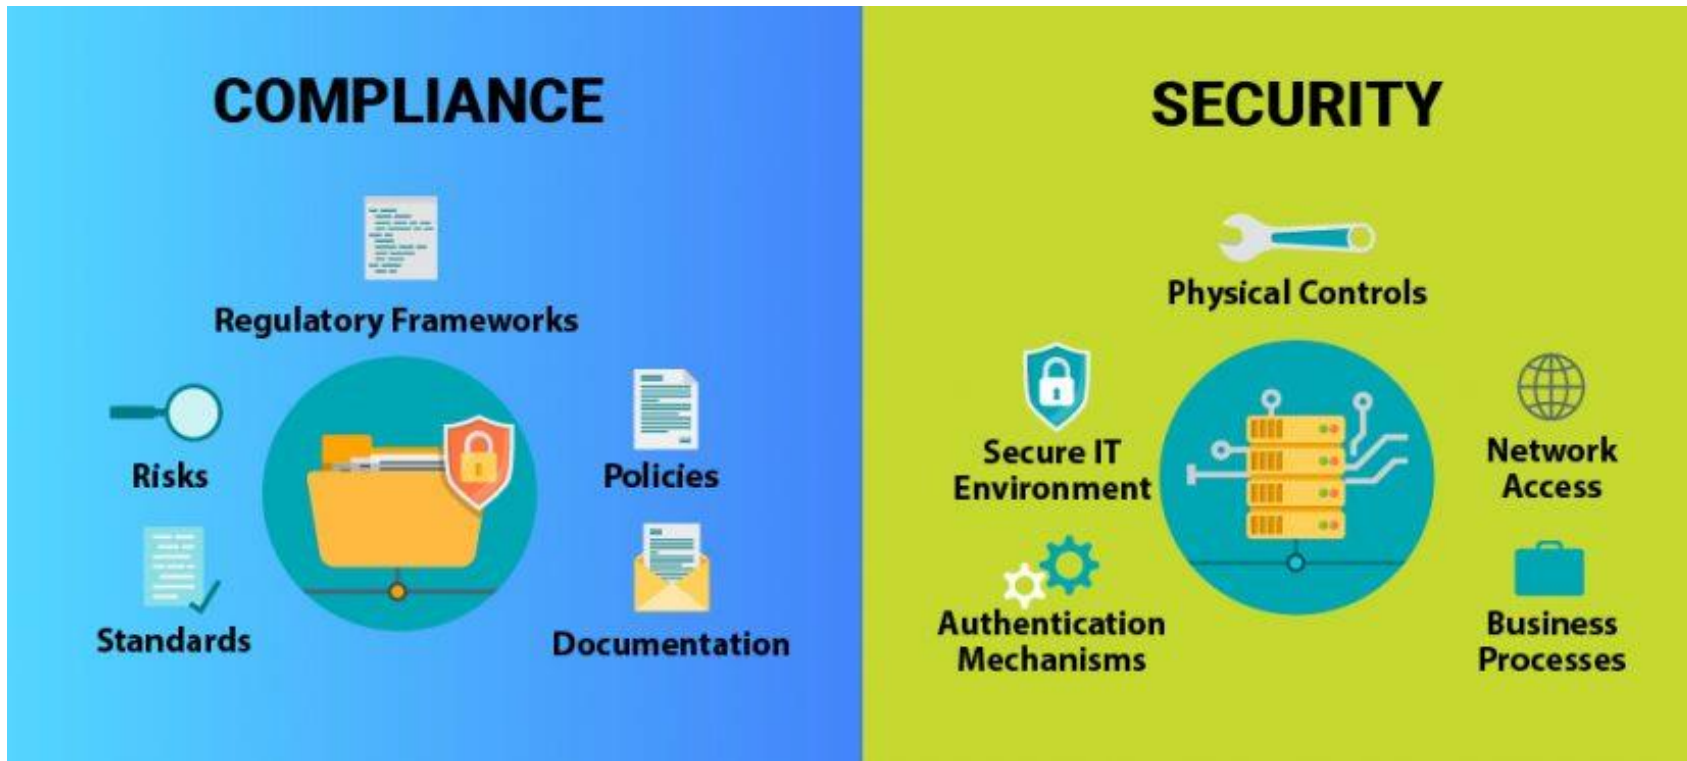 COMPLIANCE
Regulatory Frameworks
Risks
Policies
Standards
Documentation
SECURITY
Physical Controls
Secure IT
Environment
Network
Access
Authentication
Mechanisms
Business
Processes